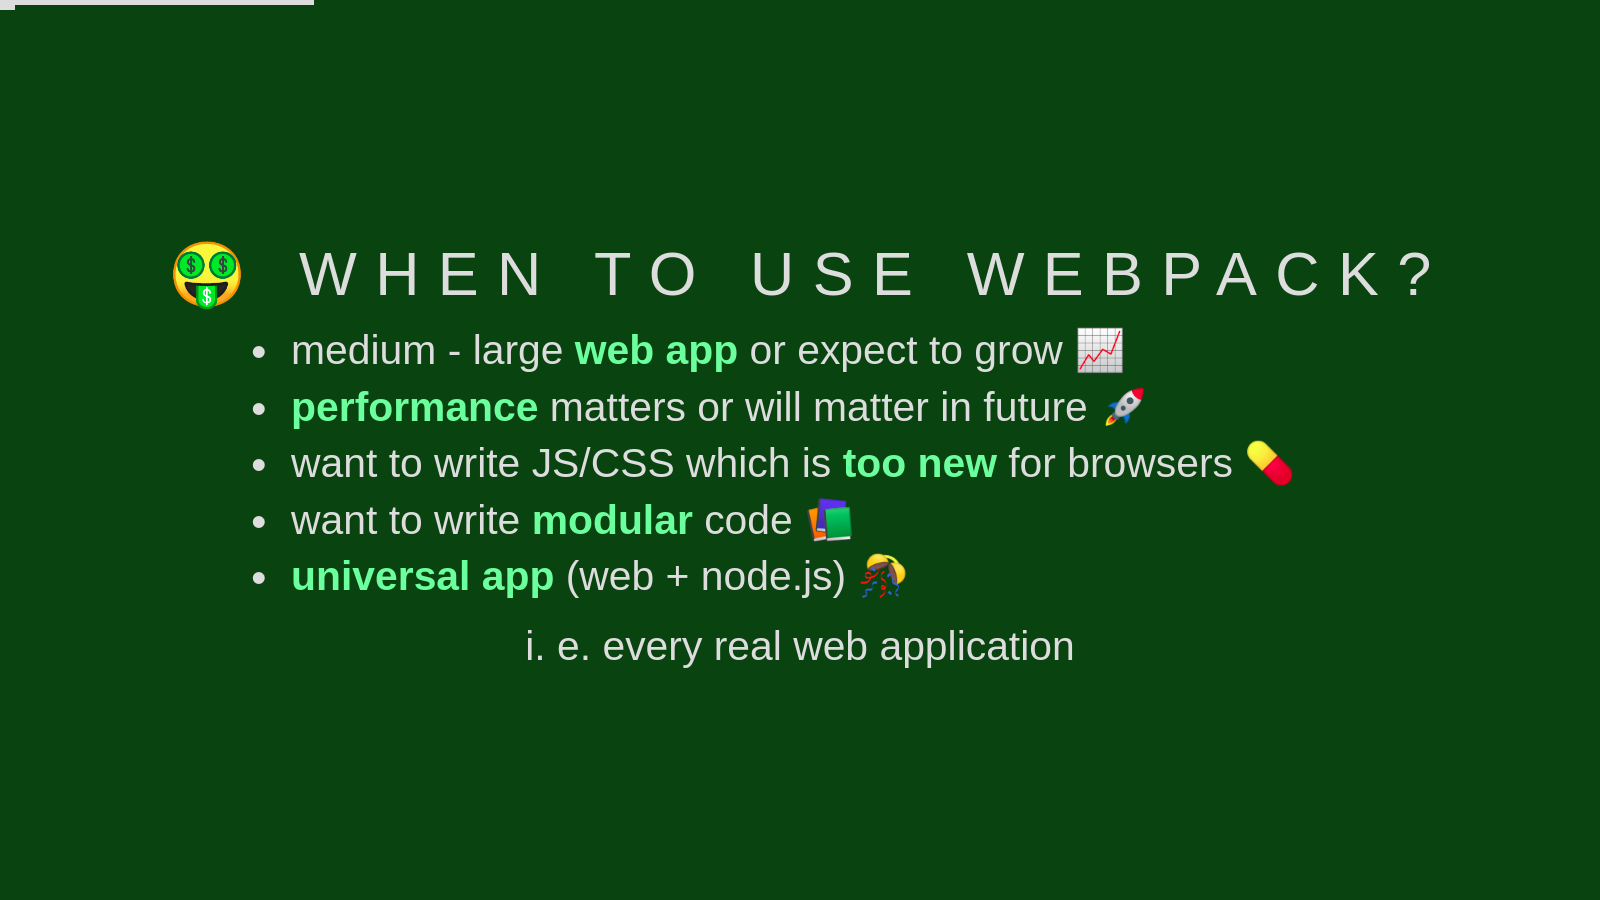 🤑 WHEN TO USE WEBPACK?
• medium - large web app or expect to grow 📈
• performance matters or will matter in future 🚀
• want to write JS/CSS which is too new for browsers 💊
• want to write modular code 📚
• universal app (web + node.js) 🎊
i. e. every real web application